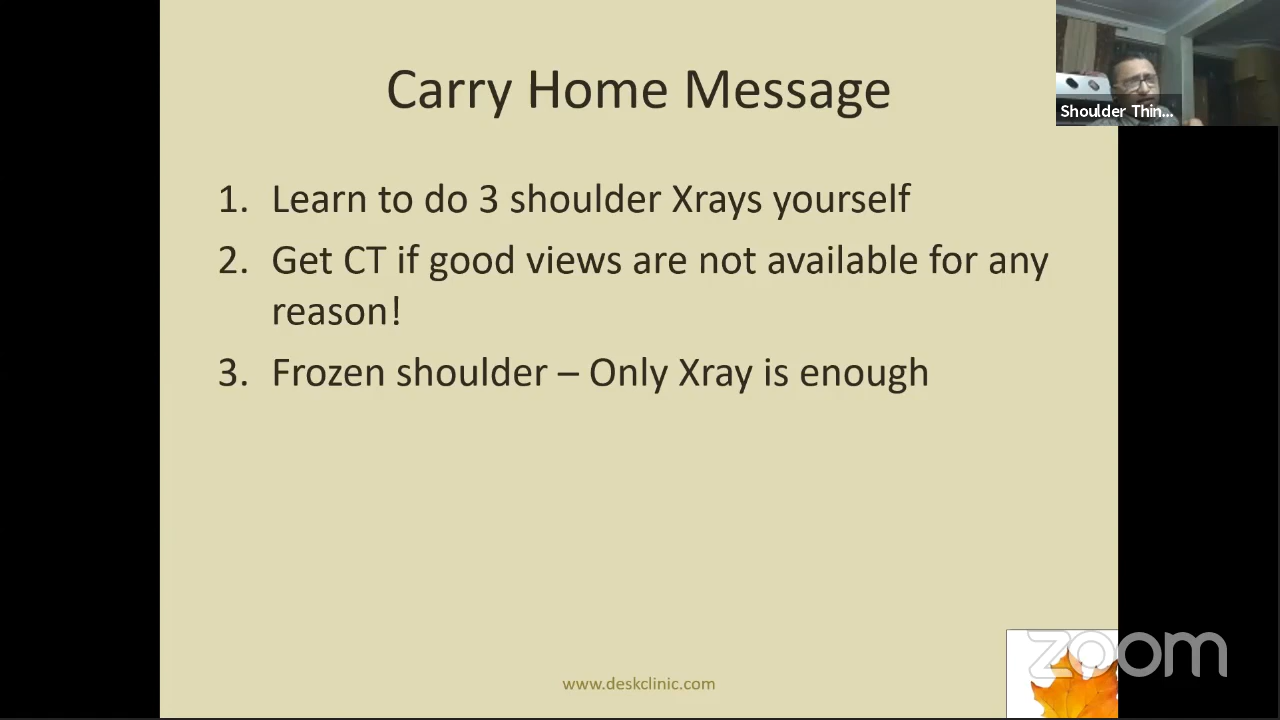 Carry Home Message
Shoulder Thin...
1. Learn to do 3 shoulder Xrays yourself
2. Get CT if good views are not available for any
reason!
3. Frozen shoulder – Only Xray is enough
www.deskclinic.com
zoom